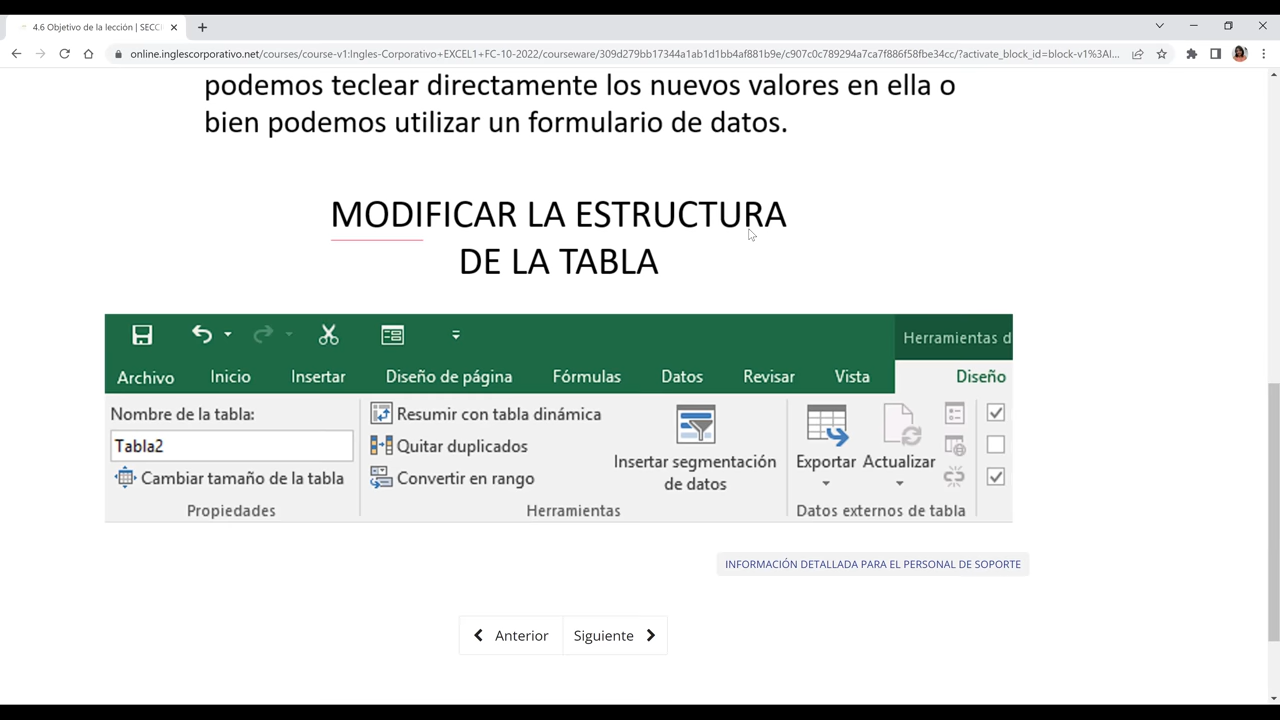 4.6 Objetivo de la lección | SECCI
online.inglescorporativo.net/courses/course-v1:Ingles-Corporativo+EXCEL1+FC-10-2022/courseware/309d279bb17344a1ab1d1bb4af881b9e/c907c0c789294a7ca7f886f58fbe34cc/?activate_block_id=block-v1%3AI...
podemos teclear directamente los nuevos valores en ella o
bien podemos utilizar un formulario de datos.
MODIFICAR LA ESTRUCTURA
DE LA TABLA
Herramientas d
Archivo Inicio Insertar Diseño de página Fórmulas Datos Revisar Vista Diseño
Nombre de la tabla:
Tabla2
Cambiar tamaño de la tabla
Propiedades
Resumir con tabla dinámica
Quitar duplicados
Convertir en rango
Insertar segmentación
de datos
Herramientas
Exportar Actualizar
Datos externos de tabla
INFORMACIÓN DETALLADA PARA EL PERSONAL DE SOPORTE
Anterior Siguiente